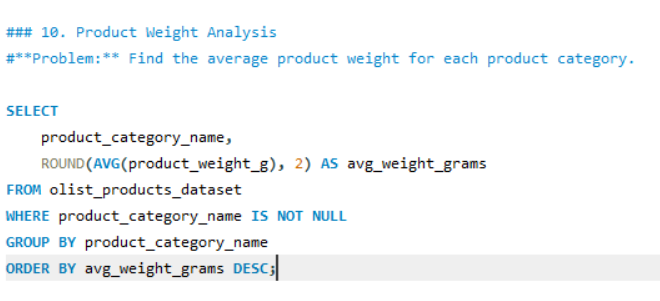 ### 10. Product Weight Analysis
#**Problem:** Find the average product weight for each product category.
SELECT
product_category_name,
ROUND(AVG(product_weight_g), 2) AS avg_weight_grams
FROM olist_products_dataset
WHERE product_category_name IS NOT NULL
GROUP BY product_category_name
ORDER BY avg_weight_grams DESC;